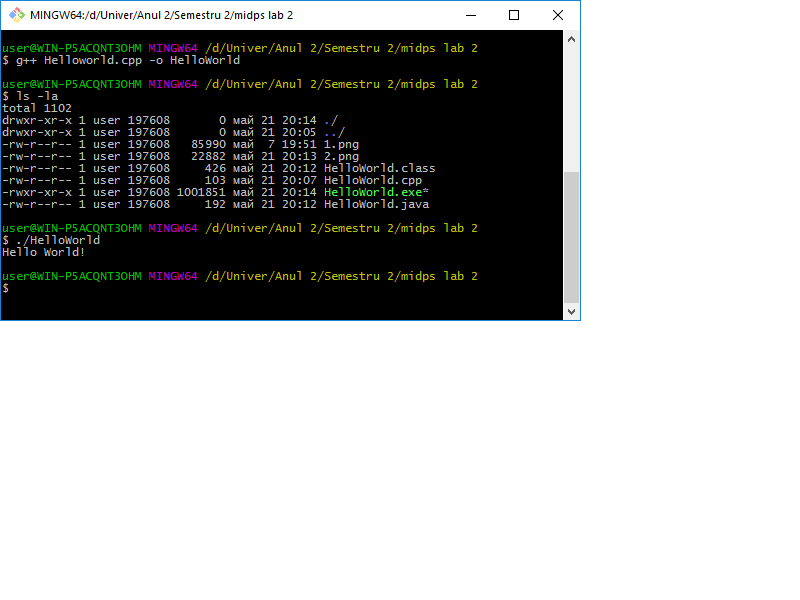 MINGW64:/d/Univer/Anul 2/Semestru 2/midps lab 2
user@WIN-P5ACQNT3OHM MINGW64 /d/Univer/Anul 2/Semestru 2/midps lab 2
$ g++ Helloworld.cpp -o HelloWorld
user@WIN-P5ACQNT3OHM MINGW64 /d/Univer/Anul 2/Semestru 2/midps lab 2
$ ls -la
total 1102
drwxr-xr-x 1 user 197608       0 май 21 20:14 ./
drwxr-xr-x 1 user 197608       0 май 21 20:05 ../
-rw-r--r-- 1 user 197608   85990 май  7 19:51 1.png
-rw-r--r-- 1 user 197608   22882 май 21 20:13 2.png
-rw-r--r-- 1 user 197608     426 май 21 20:12 HelloWorld.class
-rw-r--r-- 1 user 197608     103 май 21 20:07 HelloWorld.cpp
-rwxr-xr-x 1 user 197608 1001851 май 21 20:14 HelloWorld.exe*
-rw-r--r-- 1 user 197608     192 май 21 20:12 HelloWorld.java
user@WIN-P5ACQNT3OHM MINGW64 /d/Univer/Anul 2/Semestru 2/midps lab 2
$ ./HelloWorld
Hello World!
user@WIN-P5ACQNT3OHM MINGW64 /d/Univer/Anul 2/Semestru 2/midps lab 2
$